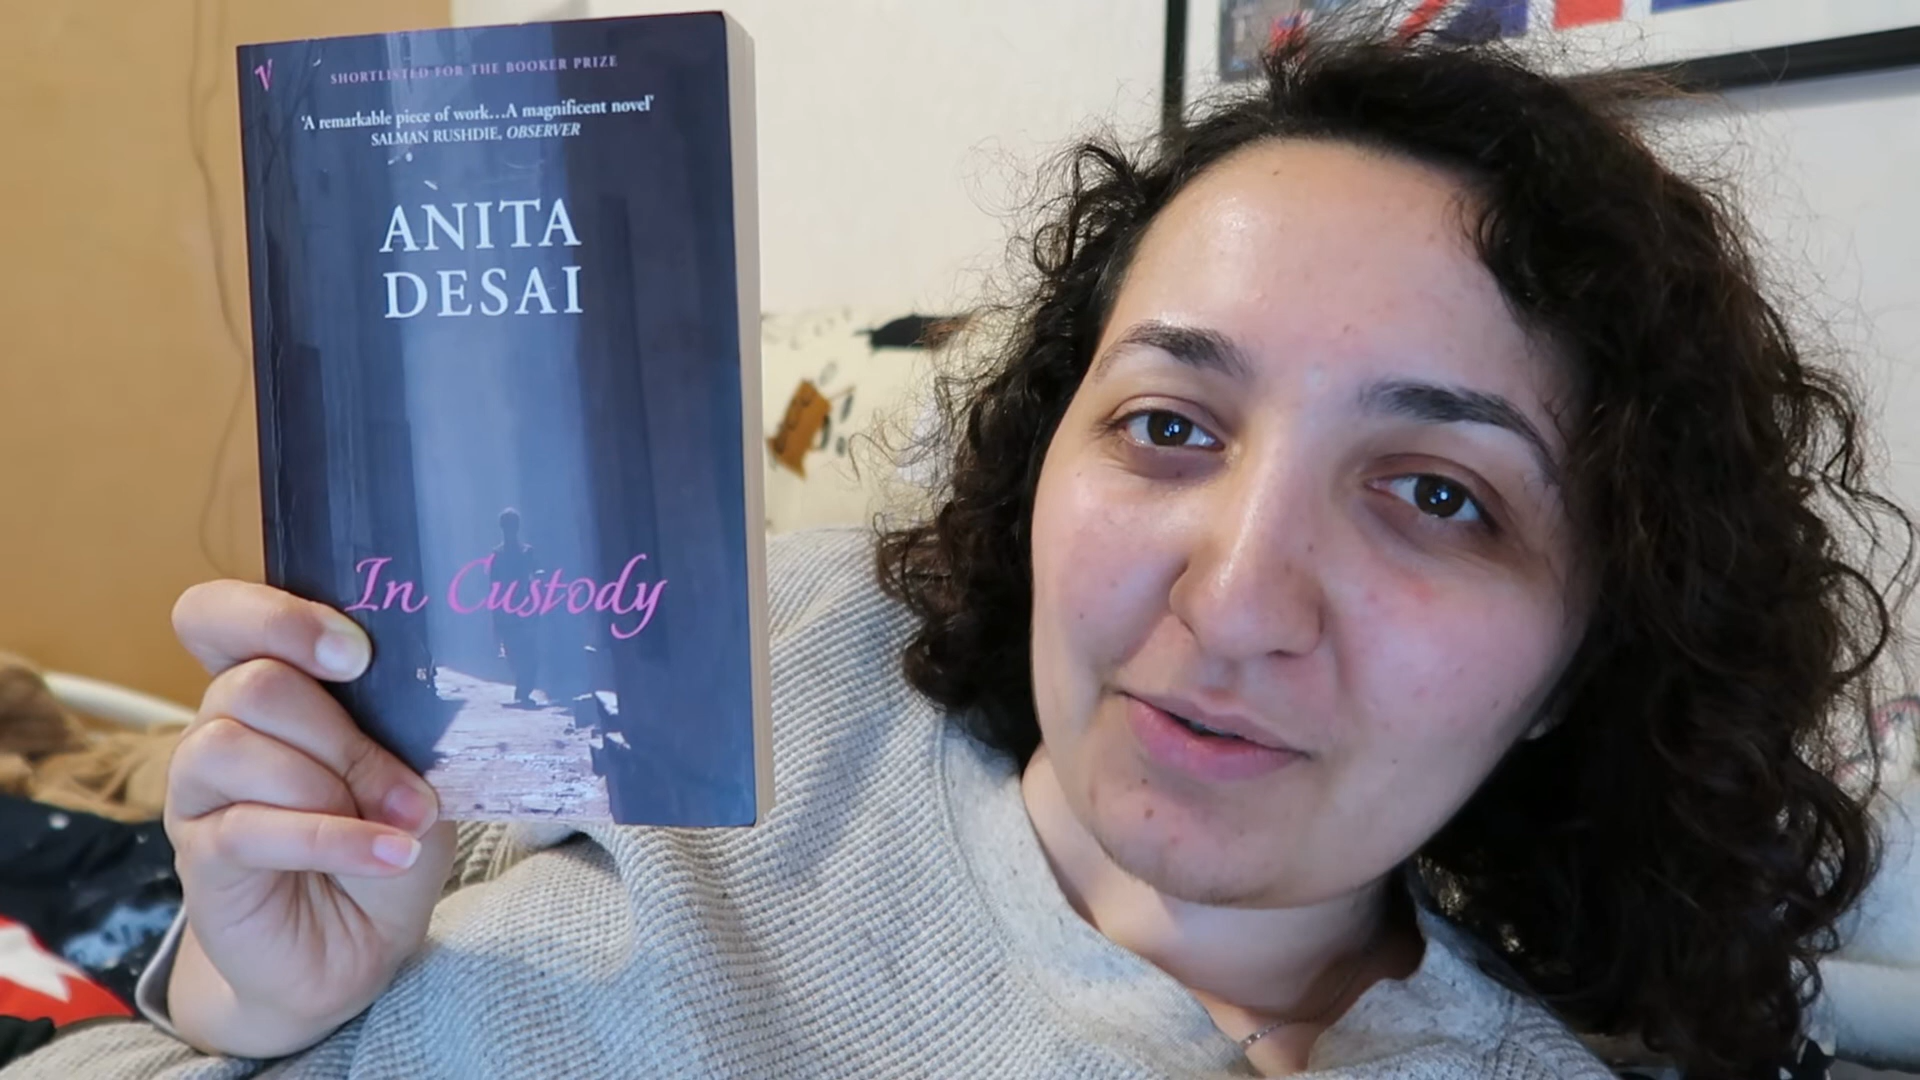 V
SHORTLISTED FOR THE BOOKER PRIZE
'A remarkable piece of work...A magnificent novel'
SALMAN RUSHDIE, OBSERVER
ANITA
DESAI
In Custody